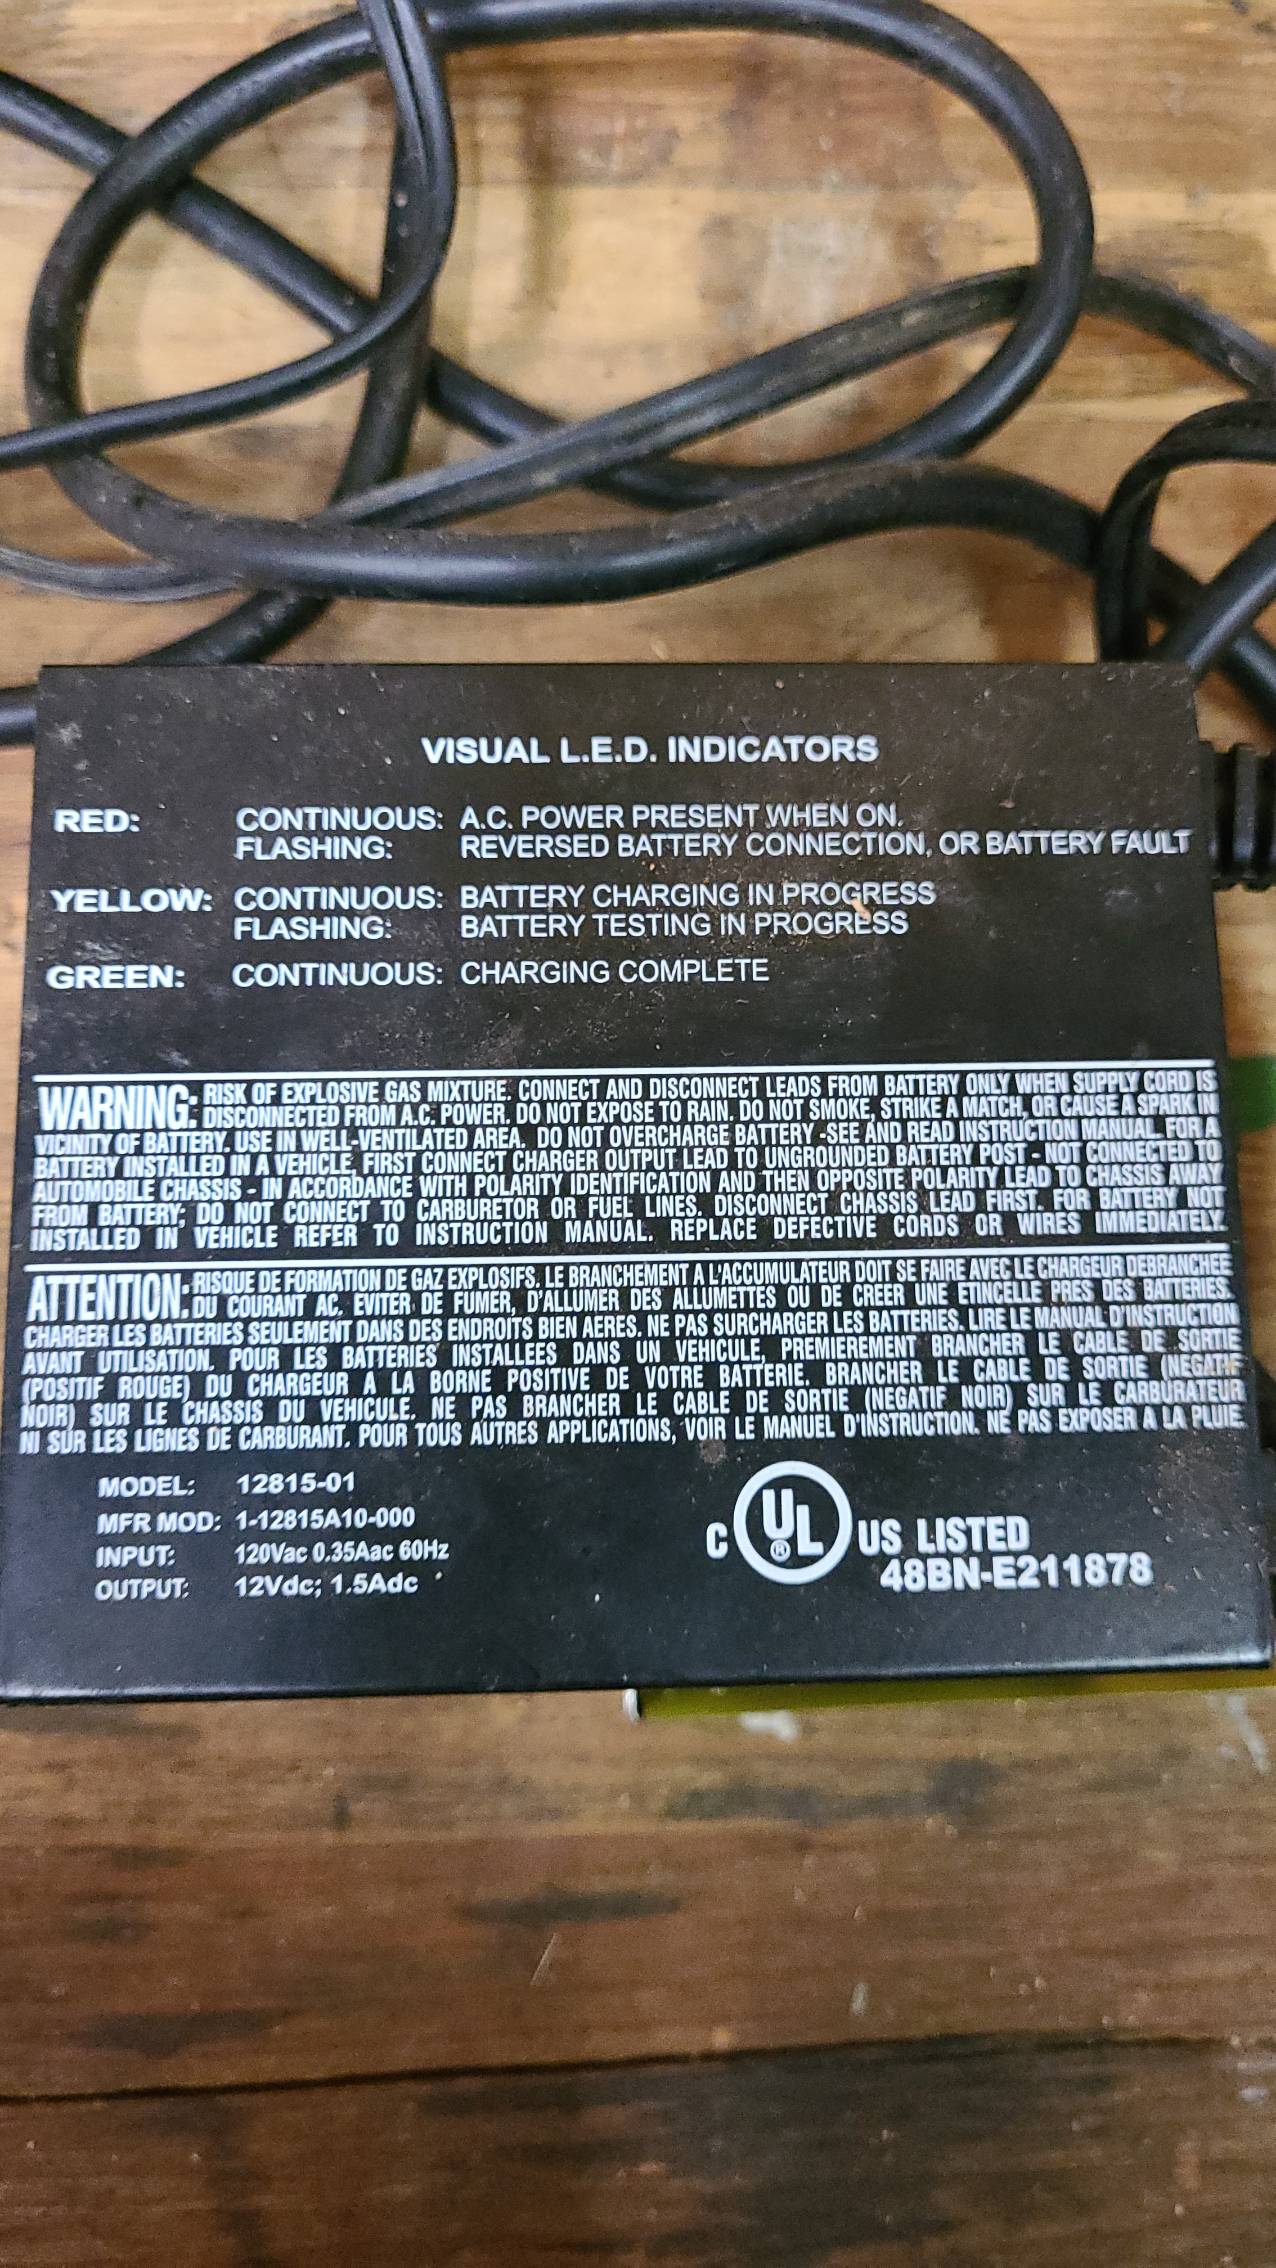 VISUAL L.E.D. INDICATORS
RED: CONTINUOUS: A.C. POWER PRESENT WHEN ON.
FLASHING: REVERSED BATTERY CONNECTION, OR BATTERY FAULT
YELLOW: CONTINUOUS: BATTERY CHARGING IN PROGRESS
FLASHING: BATTERY TESTING IN PROGRESS
GREEN: CONTINUOUS: CHARGING COMPLETE
WARNING: RISK OF EXPLOSIVE GAS MIXTURE. CONNECT AND DISCONNECT LEADS FROM BATTERY ONLY WHEN SUPPLY CORD IS
DISCONNECTED FROM A.C. POWER. DO NOT EXPOSE TO RAIN. DO NOT SMOKE, STRIKE A MATCH, OR CAUSE A SPARK IN
VICINITY OF BATTERY. USE IN WELL-VENTILATED AREA. DO NOT OVERCHARGE BATTERY -SEE AND READ INSTRUCTION MANUAL. FOR A
BATTERY INSTALLED IN A VEHICLE, FIRST CONNECT CHARGER OUTPUT LEAD TO UNGROUNDED BATTERY POST - NOT CONNECTED TO
AUTOMOBILE CHASSIS - IN ACCORDANCE WITH POLARITY IDENTIFICATION AND THEN OPPOSITE POLARITY LEAD TO CHASSIS AWAY
FROM BATTERY; DO NOT CONNECT TO CARBURETOR OR FUEL LINES. DISCONNECT CHASSIS LEAD FIRST. FOR BATTERY NOT
INSTALLED IN VEHICLE REFER TO INSTRUCTION MANUAL. REPLACE DEFECTIVE CORDS OR WIRES IMMEDIATELY.
ATTENTION: RISQUE DE FORMATION DE GAZ EXPLOSIFS. LE BRANCHEMENT A L'ACCUMULATEUR DOIT SE FAIRE AVEC LE CHARGEUR DEBRANCHEE
DU COURANT AC. EVITER DE FUMER, D'ALLUMER DES ALLUMETTES OU DE CREER UNE ETINCELLE PRES DES BATTERIES.
CHARGER LES BATTERIES SEULEMENT DANS DES ENDROITS BIEN AERES. NE PAS SURCHARGER LES BATTERIES. LIRE LE MANUAL D'INSTRUCTION
AVANT UTILISATION. POUR LES BATTERIES INSTALLEES DANS UN VEHICULE, PREMIEREMENT BRANCHER LE CABLE DE SORTIE
(POSITIF ROUGE) DU CHARGEUR A LA BORNE POSITIVE DE VOTRE BATTERIE. BRANCHER LE CABLE DE SORTIE (NEGATIF
NOIR) SUR LE CHASSIS DU VEHICULE. NE PAS BRANCHER LE CABLE DE SORTIE (NEGATIF NOIR) SUR LE CARBURATEUR
NI SUR LES LIGNES DE CARBURANT. POUR TOUS AUTRES APPLICATIONS, VOIR LE MANUEL D'INSTRUCTION. NE PAS EXPOSER A LA PLUIE.
MODEL: 12815-01
MFR MOD: 1-12815A10-000
INPUT: 120Vac 0.35Aac 60Hz
OUTPUT: 12Vdc; 1.5Adc
C UL ® US LISTED
48BN-E211878